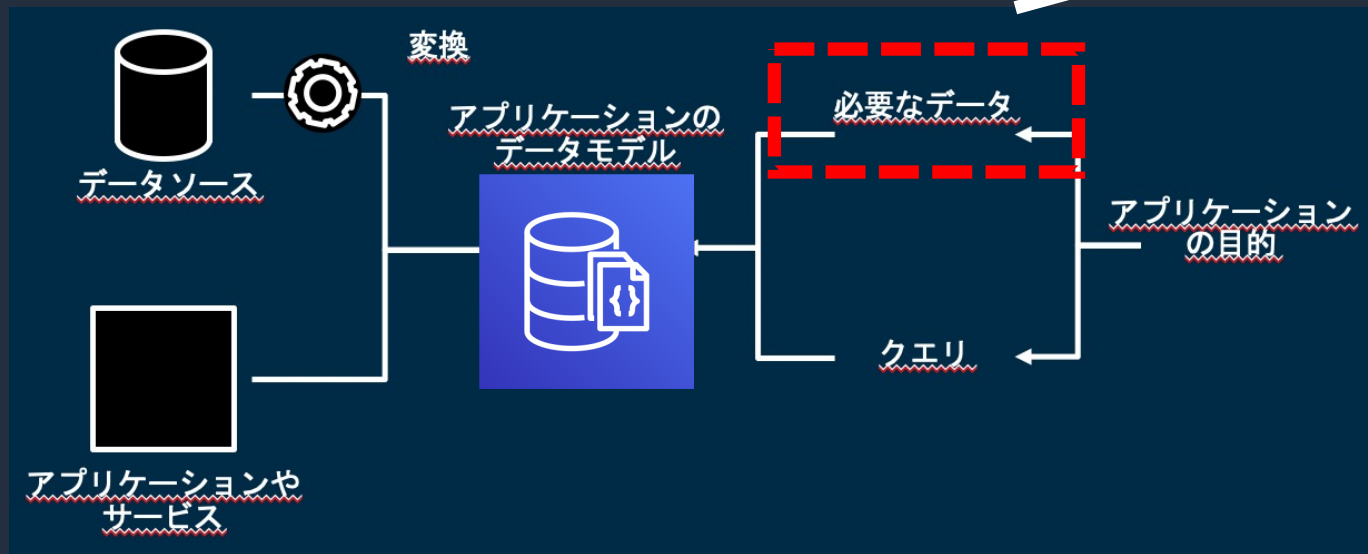 変換
必要なデータ
アプリケーションの
データモデル
データソース
アプリケーション
の目的
{}
クエリ
アプリケーションや
サービス